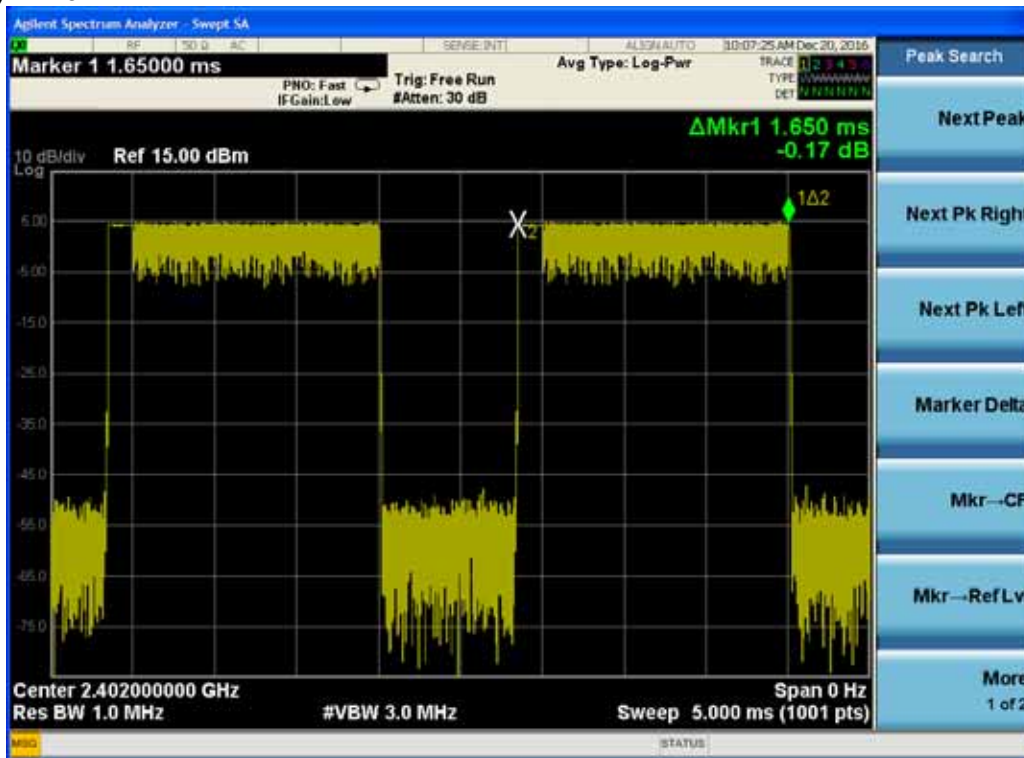 Agilent Spectrum Analyzer - Swept SA
RF 50 Ω AC SENSE:INT ALIGN AUTO 10:07:25 AM Dec 20, 2016
Marker 1 1.65000 ms
PNO: Fast
IFGain:Low
Trig: Free Run
#Atten: 30 dB
Avg Type: Log-Pwr
TRACE 1 2 3 4 5 6
TYPE
DET N N N N N N
Peak Search
ΔMkr1 1.650 ms
-0.17 dB
10 dB/div Ref 15.00 dBm
Log
1Δ2
2
6.00
-5.00
-15.0
-25.0
-35.0
-45.0
-55.0
-65.0
-75.0
Center 2.402000000 GHz Span 0 Hz
Res BW 1.0 MHz #VBW 3.0 MHz Sweep 5.000 ms (1001 pts)
MSG STATUS
Next Peak
Next Pk Right
Next Pk Left
Marker Delta
Mkr→CF
Mkr→Ref Lv
More
1 of 2